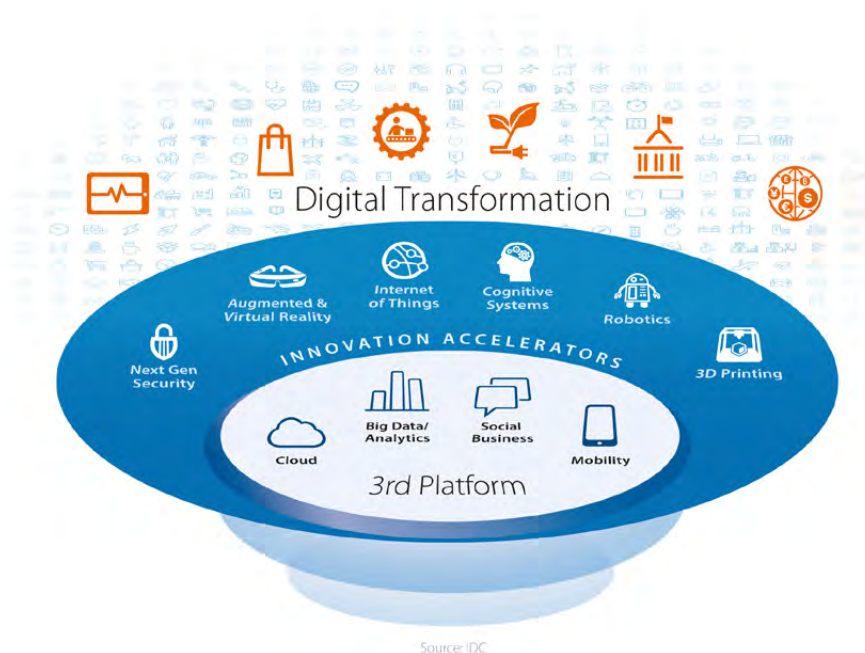 Digital Transformation
Augmented &
Virtual Reality
Internet
of Things
Cognitive
Systems
Robotics
Next Gen
Security
3D Printing
INNOVATION ACCELERATORS
Cloud
Big Data/
Analytics
Social
Business
Mobility
3rd Platform
Source: IDC